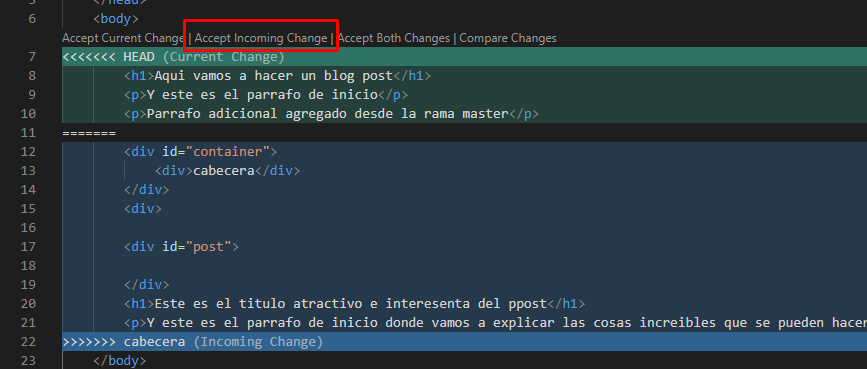 5 </head>
6 <body>
Accept Current Change | Accept Incoming Change | Accept Both Changes | Compare Changes
7 <<<<<<< HEAD (Current Change)
8 <h1>Aqui vamos a hacer un blog post</h1>
9 <p>Y este es el parrafo de inicio</p>
10 <p>Parrafo adicional agregado desde la rama master</p>
11 =======
12 <div id="container">
13 <div>cabecera</div>
14 </div>
15 <div>
16
17 <div id="post">
18
19 </div>
20 <h1>Este es el titulo atractivo e interesenta del ppost</h1>
21 <p>Y este es el parrafo de inicio donde vamos a explicar las cosas increibles que se pueden hacer
22 >>>>>>> cabecera (Incoming Change)
23 </body>